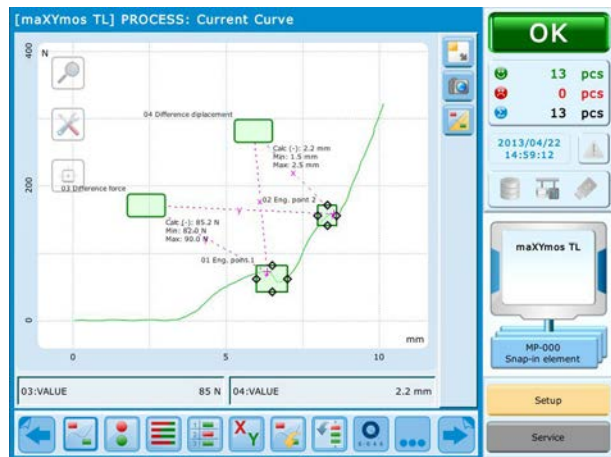 [maXYmos TL] PROCESS: Current Curve
OK
400
N
13 pcs
0 pcs
13 pcs
04 Difference diplacement
Calc (-): 2.2 mm
Min: 1.5 mm
Max: 2.5 mm
x
2013/04/22
14:59:12
200
03 Difference force
x
02 Eng. point 2
y
Calc (-): 85.2 N
Min: 82.0 N
Max: 90.0 N
y
01 Eng. point 1
maXYmos TL
0
mm
0
5
10
MP-000
Snap-in element
03:VALUE
85 N
04:VALUE
2.2 mm
Setup
Service
X Y